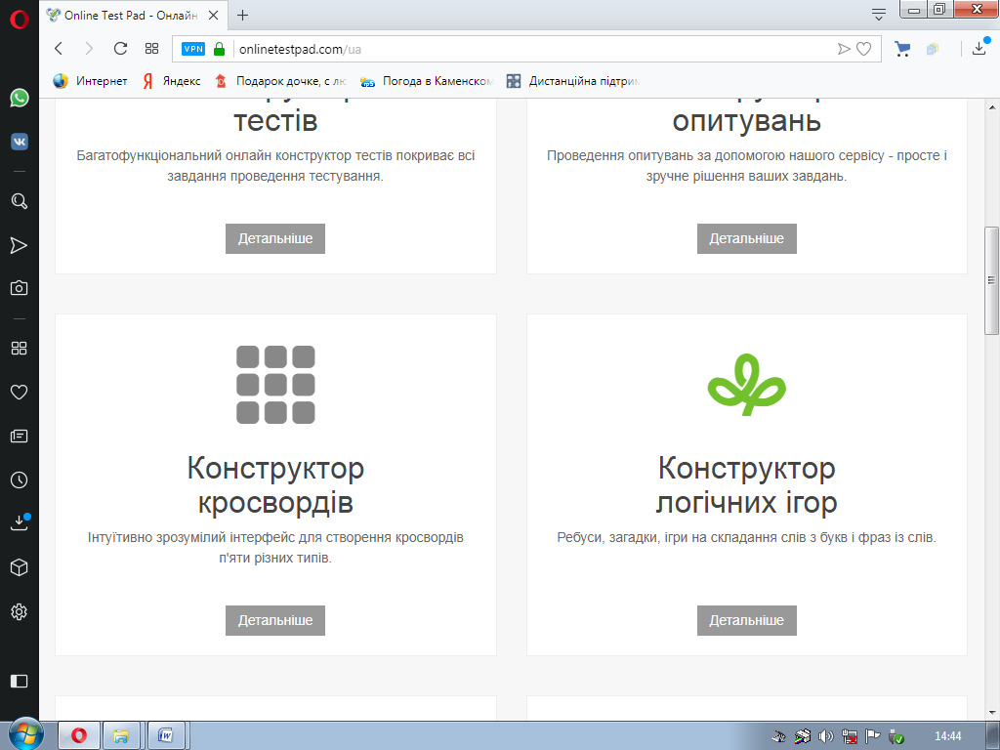 Online Test Pad - Онлайн
VPN
onlinetestpad.com/ua
Интернет
Яндекс
Подарок дочке, с лю
Погода в Каменском
Дистанційна підтрим
тестів
Багатофункціональний онлайн конструктор тестів покриває всі
завдання проведення тестування.
Детальніше
опитувань
Проведення опитувань за допомогою нашого сервісу - просте і
зручне рішення ваших завдань.
Детальніше
Конструктор
кросвордів
Інтуїтивно зрозумілий інтерфейс для створення кросвордів
п'яти різних типів.
Детальніше
Конструктор
логічних ігор
Ребуси, загадки, ігри на складання слів з букв і фраз із слів.
Детальніше
14:44